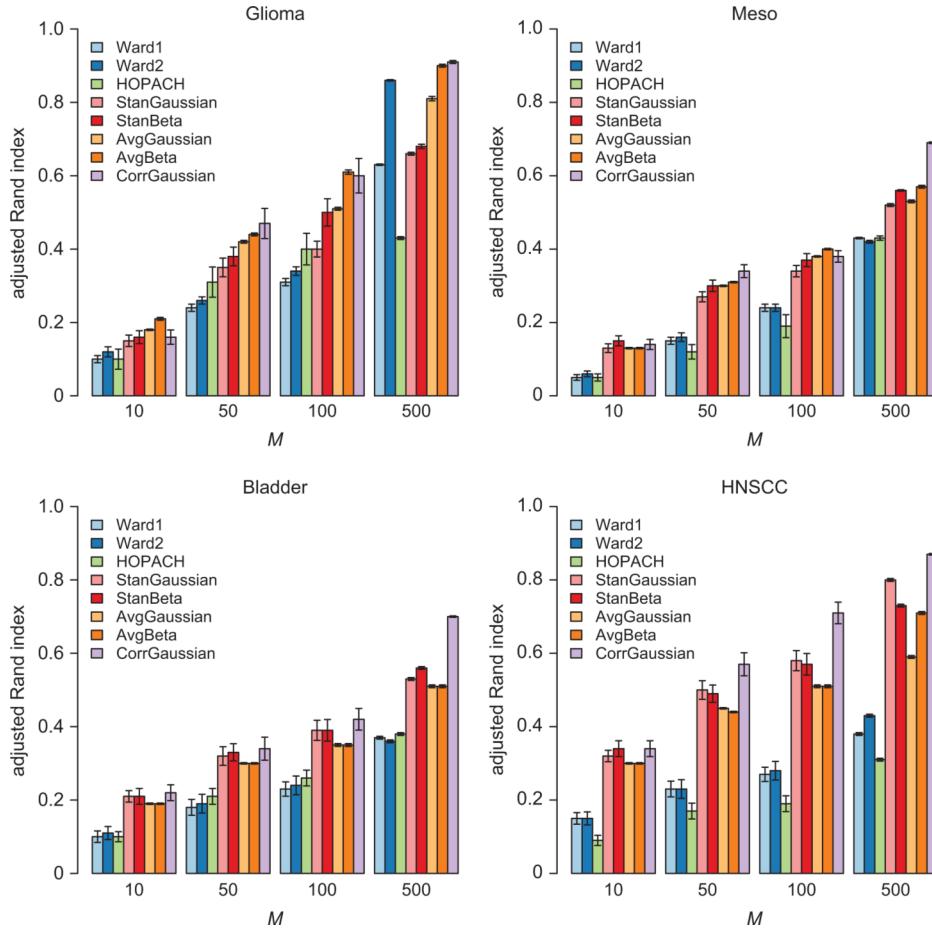 Glioma
adjusted Rand index
1.0
0.8
0.6
0.4
0.2
0
Ward1
Ward2
HOPACH
StanGaussian
StanBeta
AvgGaussian
AvgBeta
CorrGaussian
10 50 100 500
M
Meso
adjusted Rand index
1.0
0.8
0.6
0.4
0.2
0
Ward1
Ward2
HOPACH
StanGaussian
StanBeta
AvgGaussian
AvgBeta
CorrGaussian
10 50 100 500
M
Bladder
adjusted Rand index
1.0
0.8
0.6
0.4
0.2
0
Ward1
Ward2
HOPACH
StanGaussian
StanBeta
AvgGaussian
AvgBeta
CorrGaussian
10 50 100 500
M
HNSCC
adjusted Rand index
1.0
0.8
0.6
0.4
0.2
0
Ward1
Ward2
HOPACH
StanGaussian
StanBeta
AvgGaussian
AvgBeta
CorrGaussian
10 50 100 500
M